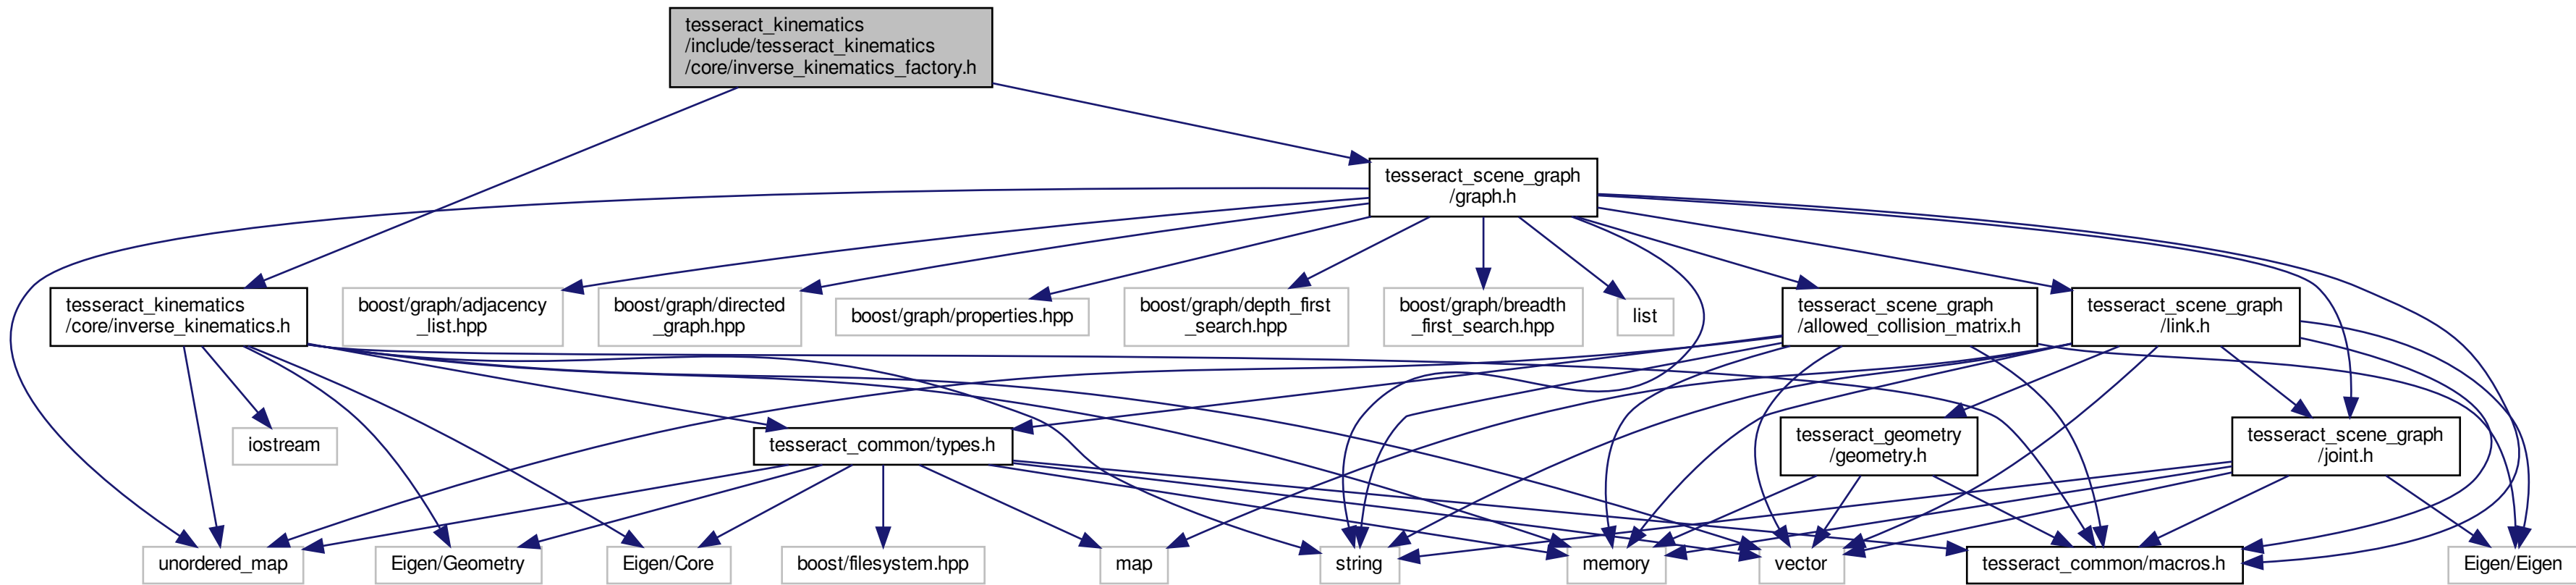 tesseract_kinematics
/include/tesseract_kinematics
/core/inverse_kinematics_factory.h
tesseract_scene_graph
/graph.h
tesseract_kinematics
/core/inverse_kinematics.h
boost/graph/adjacency
_list.hpp
boost/graph/directed
_graph.hpp
boost/graph/properties.hpp
boost/graph/depth_first
_search.hpp
boost/graph/breadth
_first_search.hpp
list
tesseract_scene_graph
/allowed_collision_matrix.h
tesseract_scene_graph
/link.h
iostream
tesseract_common/types.h
tesseract_geometry
/geometry.h
tesseract_scene_graph
/joint.h
unordered_map
Eigen/Geometry
Eigen/Core
boost/filesystem.hpp
map
string
memory
vector
tesseract_common/macros.h
Eigen/Eigen